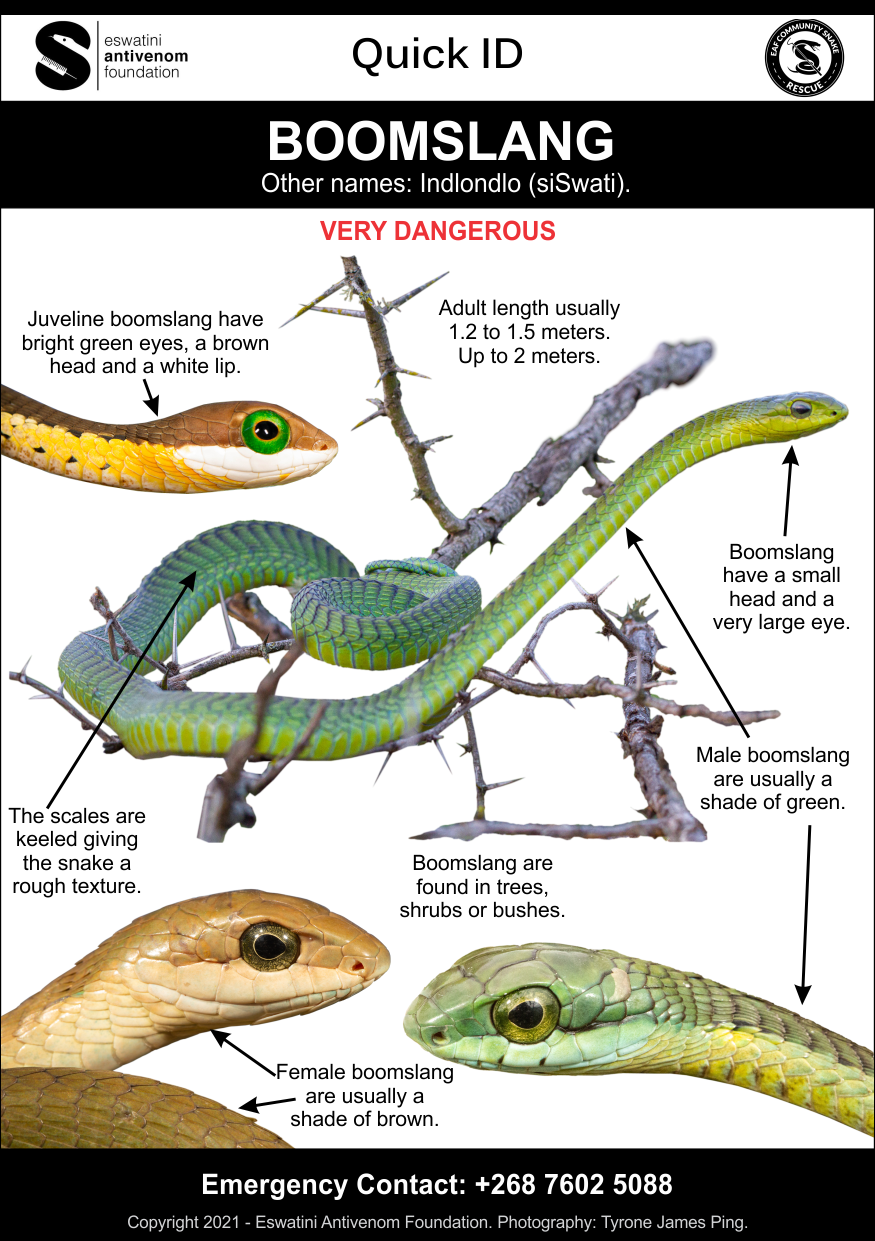 eswatini
antivenom
foundation
Quick ID
EAF COMMUNITY SNAKE
RESCUE
BOOMSLANG
Other names: Indlondlo (siSwati).
VERY DANGEROUS
Juveline boomslang have
bright green eyes, a brown
head and a white lip.
Adult length usually
1.2 to 1.5 meters.
Up to 2 meters.
Boomslang
have a small
head and a
very large eye.
Male boomslang
are usually a
shade of green.
The scales are
keeled giving
the snake a
rough texture.
Boomslang are
found in trees,
shrubs or bushes.
Female boomslang
are usually a
shade of brown.
Emergency Contact: +268 7602 5088
Copyright 2021 - Eswatini Antivenom Foundation. Photography: Tyrone James Ping.